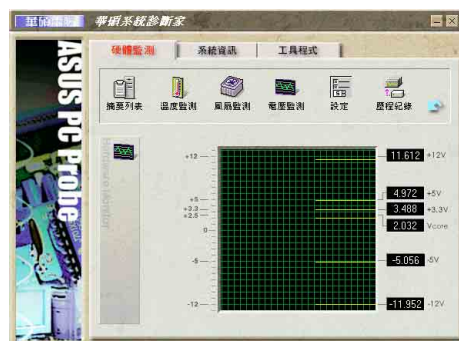 華碩電腦 華碩系統診斷家
硬體監測 系統資訊 工具程式
摘要列表 溫度監測 風扇監測 電壓監測 設定 歷程紀錄
ASUS PC Probe
Hardware Monitor
+12
+5
+3.3
+2.5
0
-5
-12
11.612 +12V
4.972 +5V
3.488 +3.3V
2.032 Vcore
-5.056 -5V
-11.952 -12V